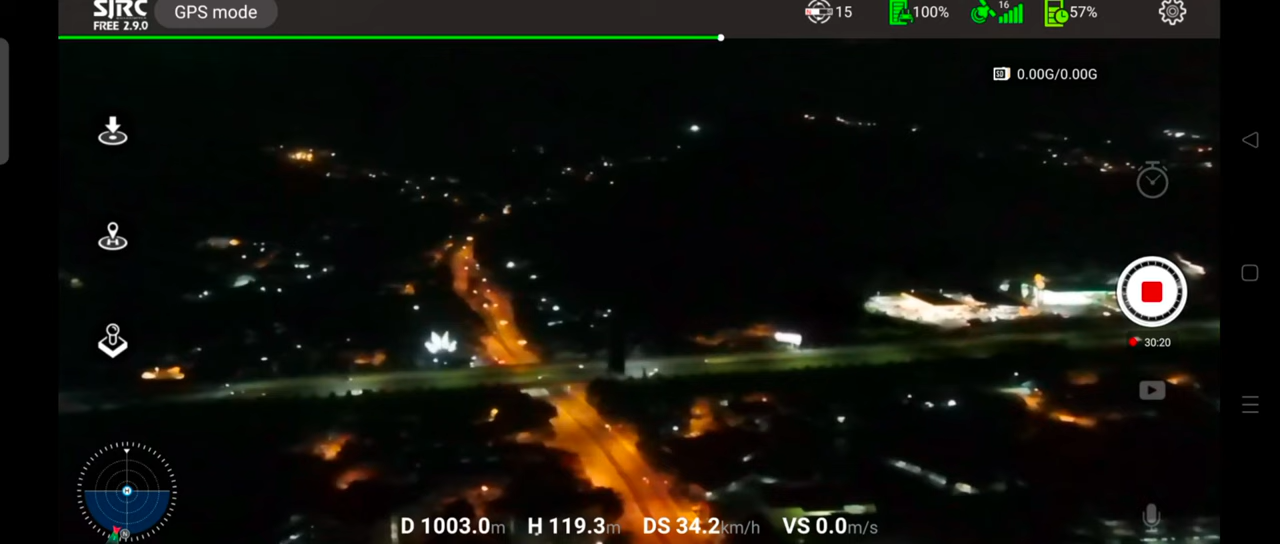 SJRC
FREE 2.9.0
GPS mode
15
100%
16
57%
SD 0.00G/0.00G
30:20
D 1003.0m H 119.3m DS 34.2km/h VS 0.0m/s
H